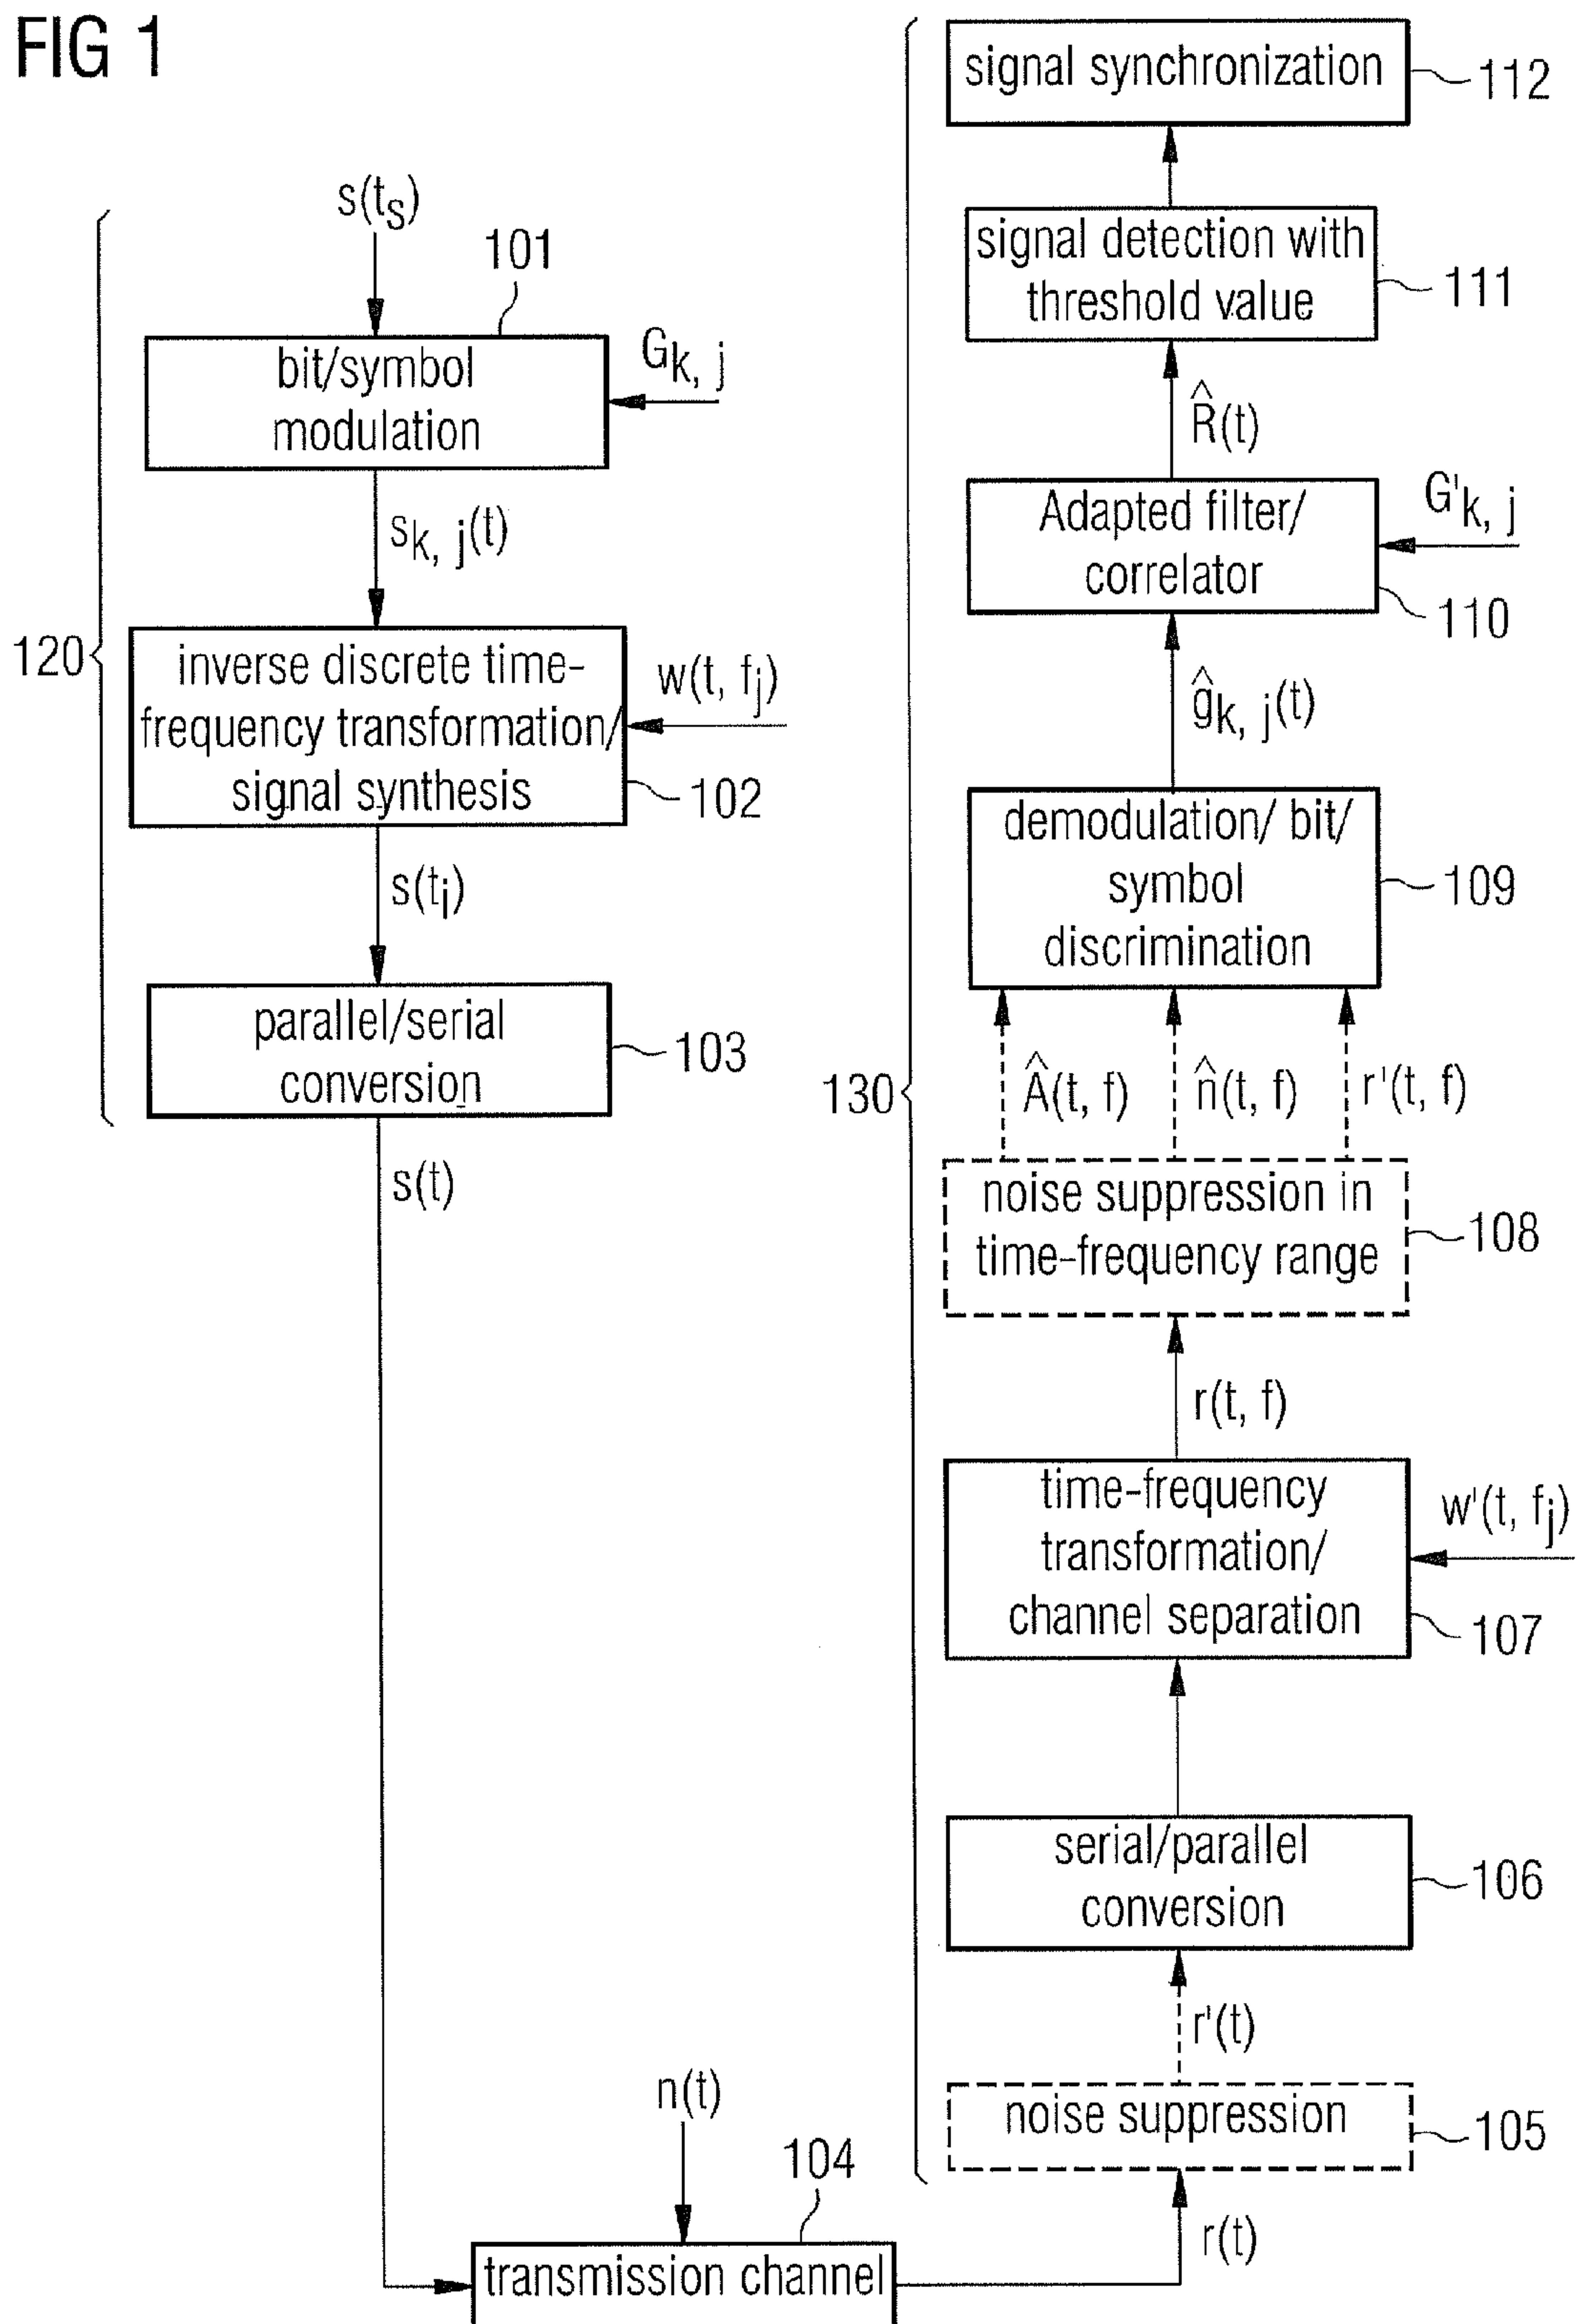 FIG 1
s(tS)
101
bit/symbol
modulation
Gk, j
sk, j(t)
120
inverse discrete time-
frequency transformation/
signal synthesis
w(t, fj)
102
s(ti)
parallel/serial
conversion
103
s(t)
n(t)
104
transmission channel
r(t)
130
noise suppression
105
r'(t)
serial/parallel
conversion
106
time-frequency
transformation/
channel separation
w'(t, fj)
107
r(t, f)
noise suppression in
time-frequency range
108
Â(t, f)
n̂(t, f)
r'(t, f)
demodulation/ bit/
symbol
discrimination
109
ĝk, j(t)
Adapted filter/
correlator
G'k, j
110
R̂(t)
signal detection with
threshold value
111
signal synchronization
112